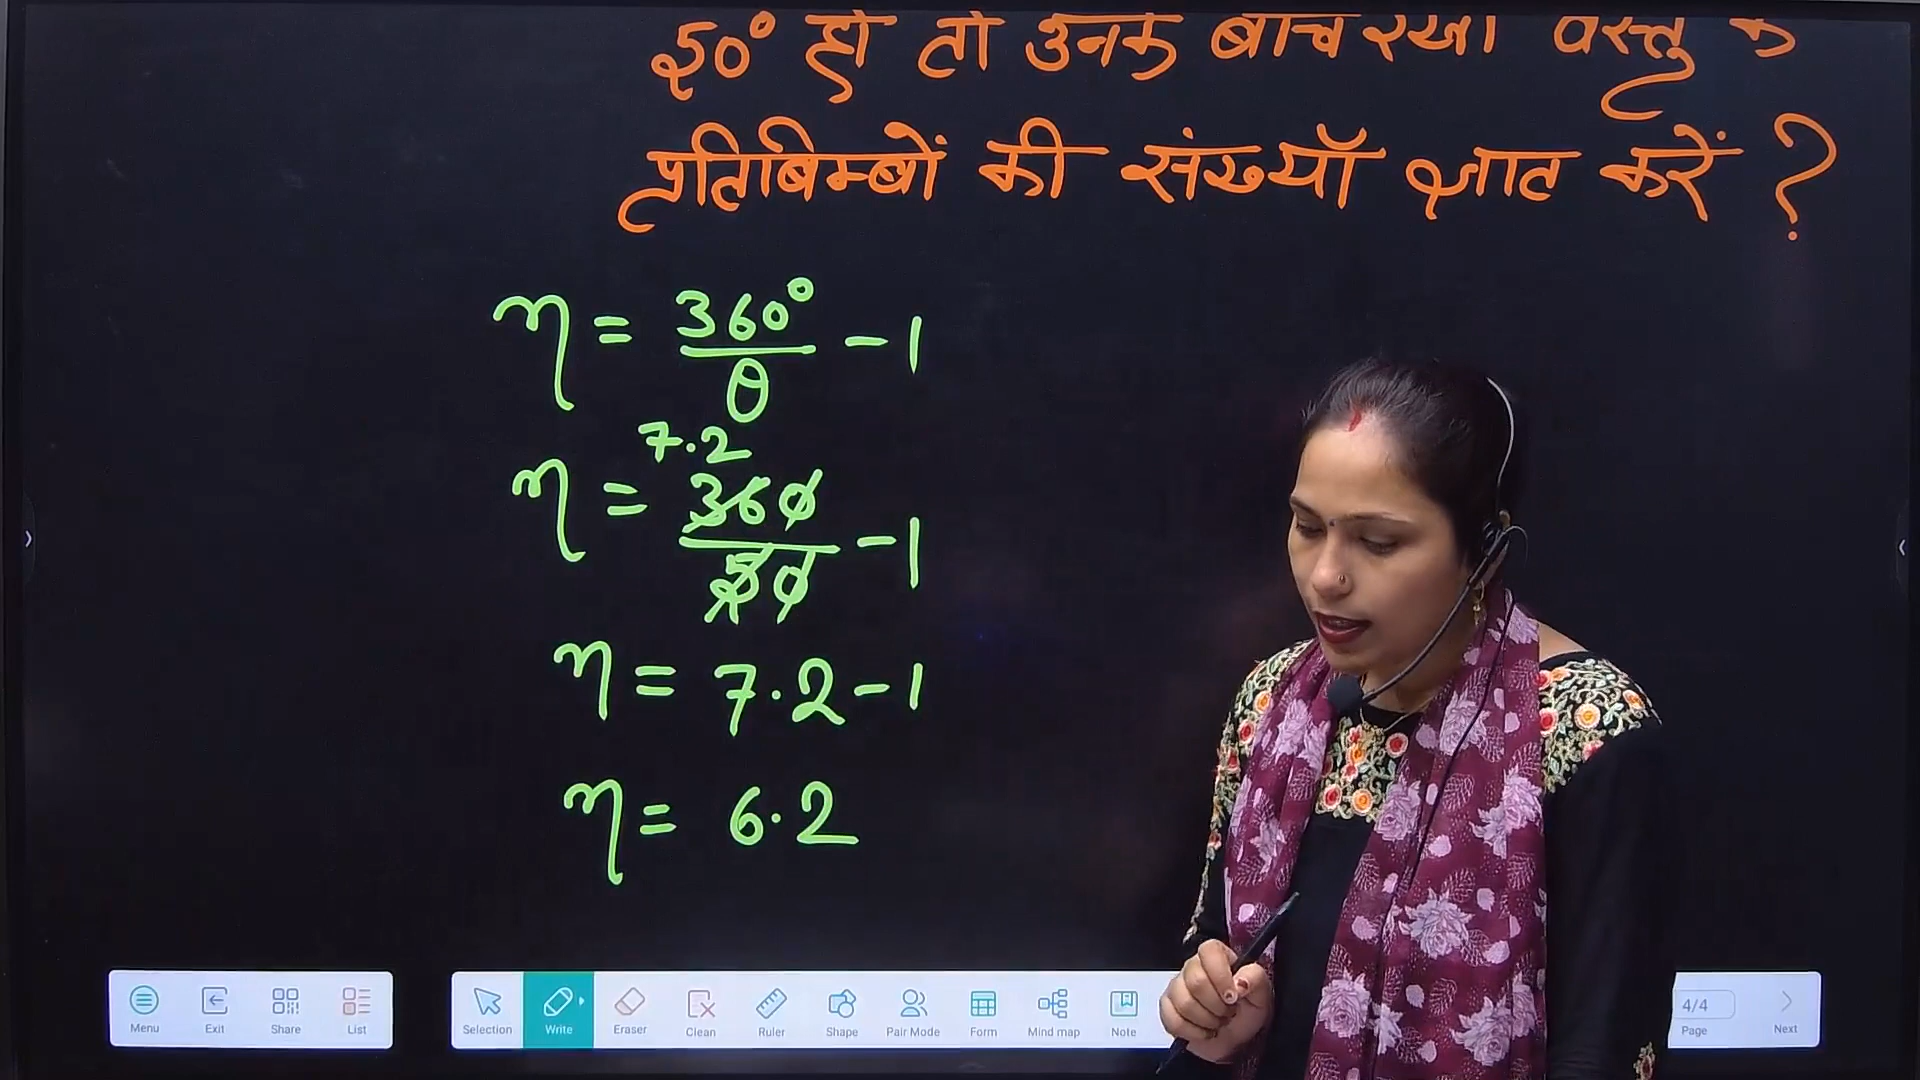 50° हो तो उनके बीच रखी वस्तु के
प्रतिबिम्बों की संख्याँ ज्ञात करें ?
η = 360°/θ - 1
7.2
η = 360/50 - 1
η = 7.2 - 1
η = 6.2
Menu Exit Share List Selection Write Eraser Clean Ruler Shape Pair Mode Form Mind map Note 4/4 Page Next